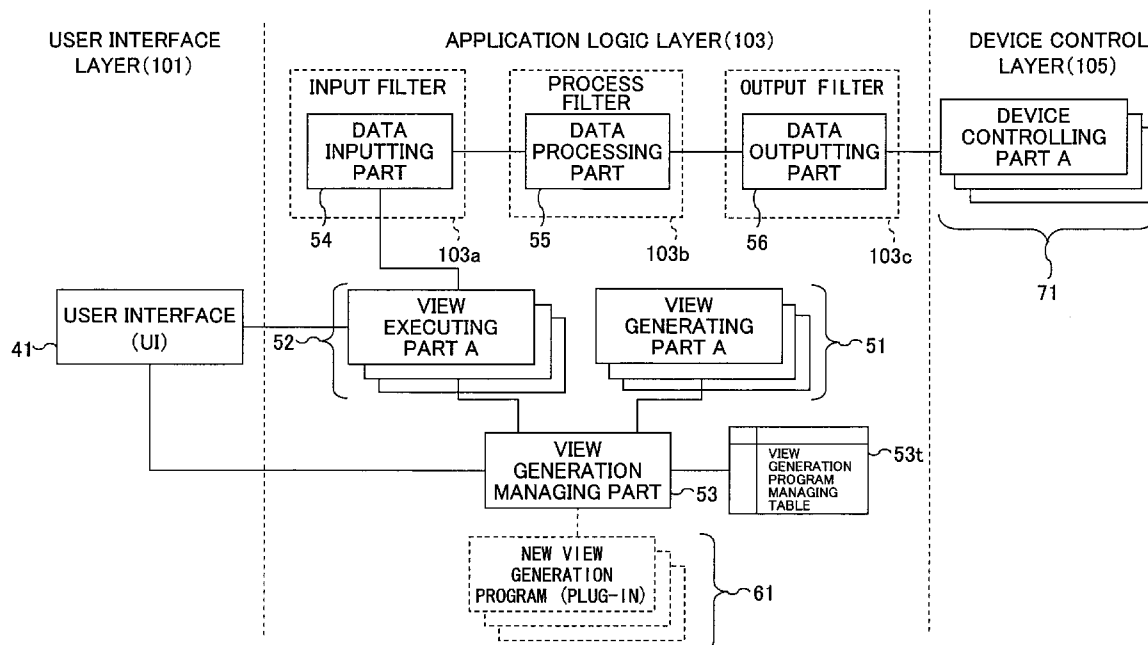 USER INTERFACE
LAYER(101)
APPLICATION LOGIC LAYER(103)
DEVICE CONTROL
LAYER(105)
INPUT FILTER
DATA
INPUTTING
PART
54
103a
PROCESS
FILTER
DATA
PROCESSING
PART
55
103b
OUTPUT FILTER
DATA
OUTPUTTING
PART
56
103c
DEVICE
CONTROLLING
PART A
71
USER INTERFACE
(UI)
41
52
VIEW
EXECUTING
PART A
VIEW
GENERATING
PART A
51
VIEW
GENERATION
MANAGING PART
53
VIEW
GENERATION
PROGRAM
MANAGING
TABLE
53t
NEW VIEW
GENERATION
PROGRAM (PLUG-IN)
61